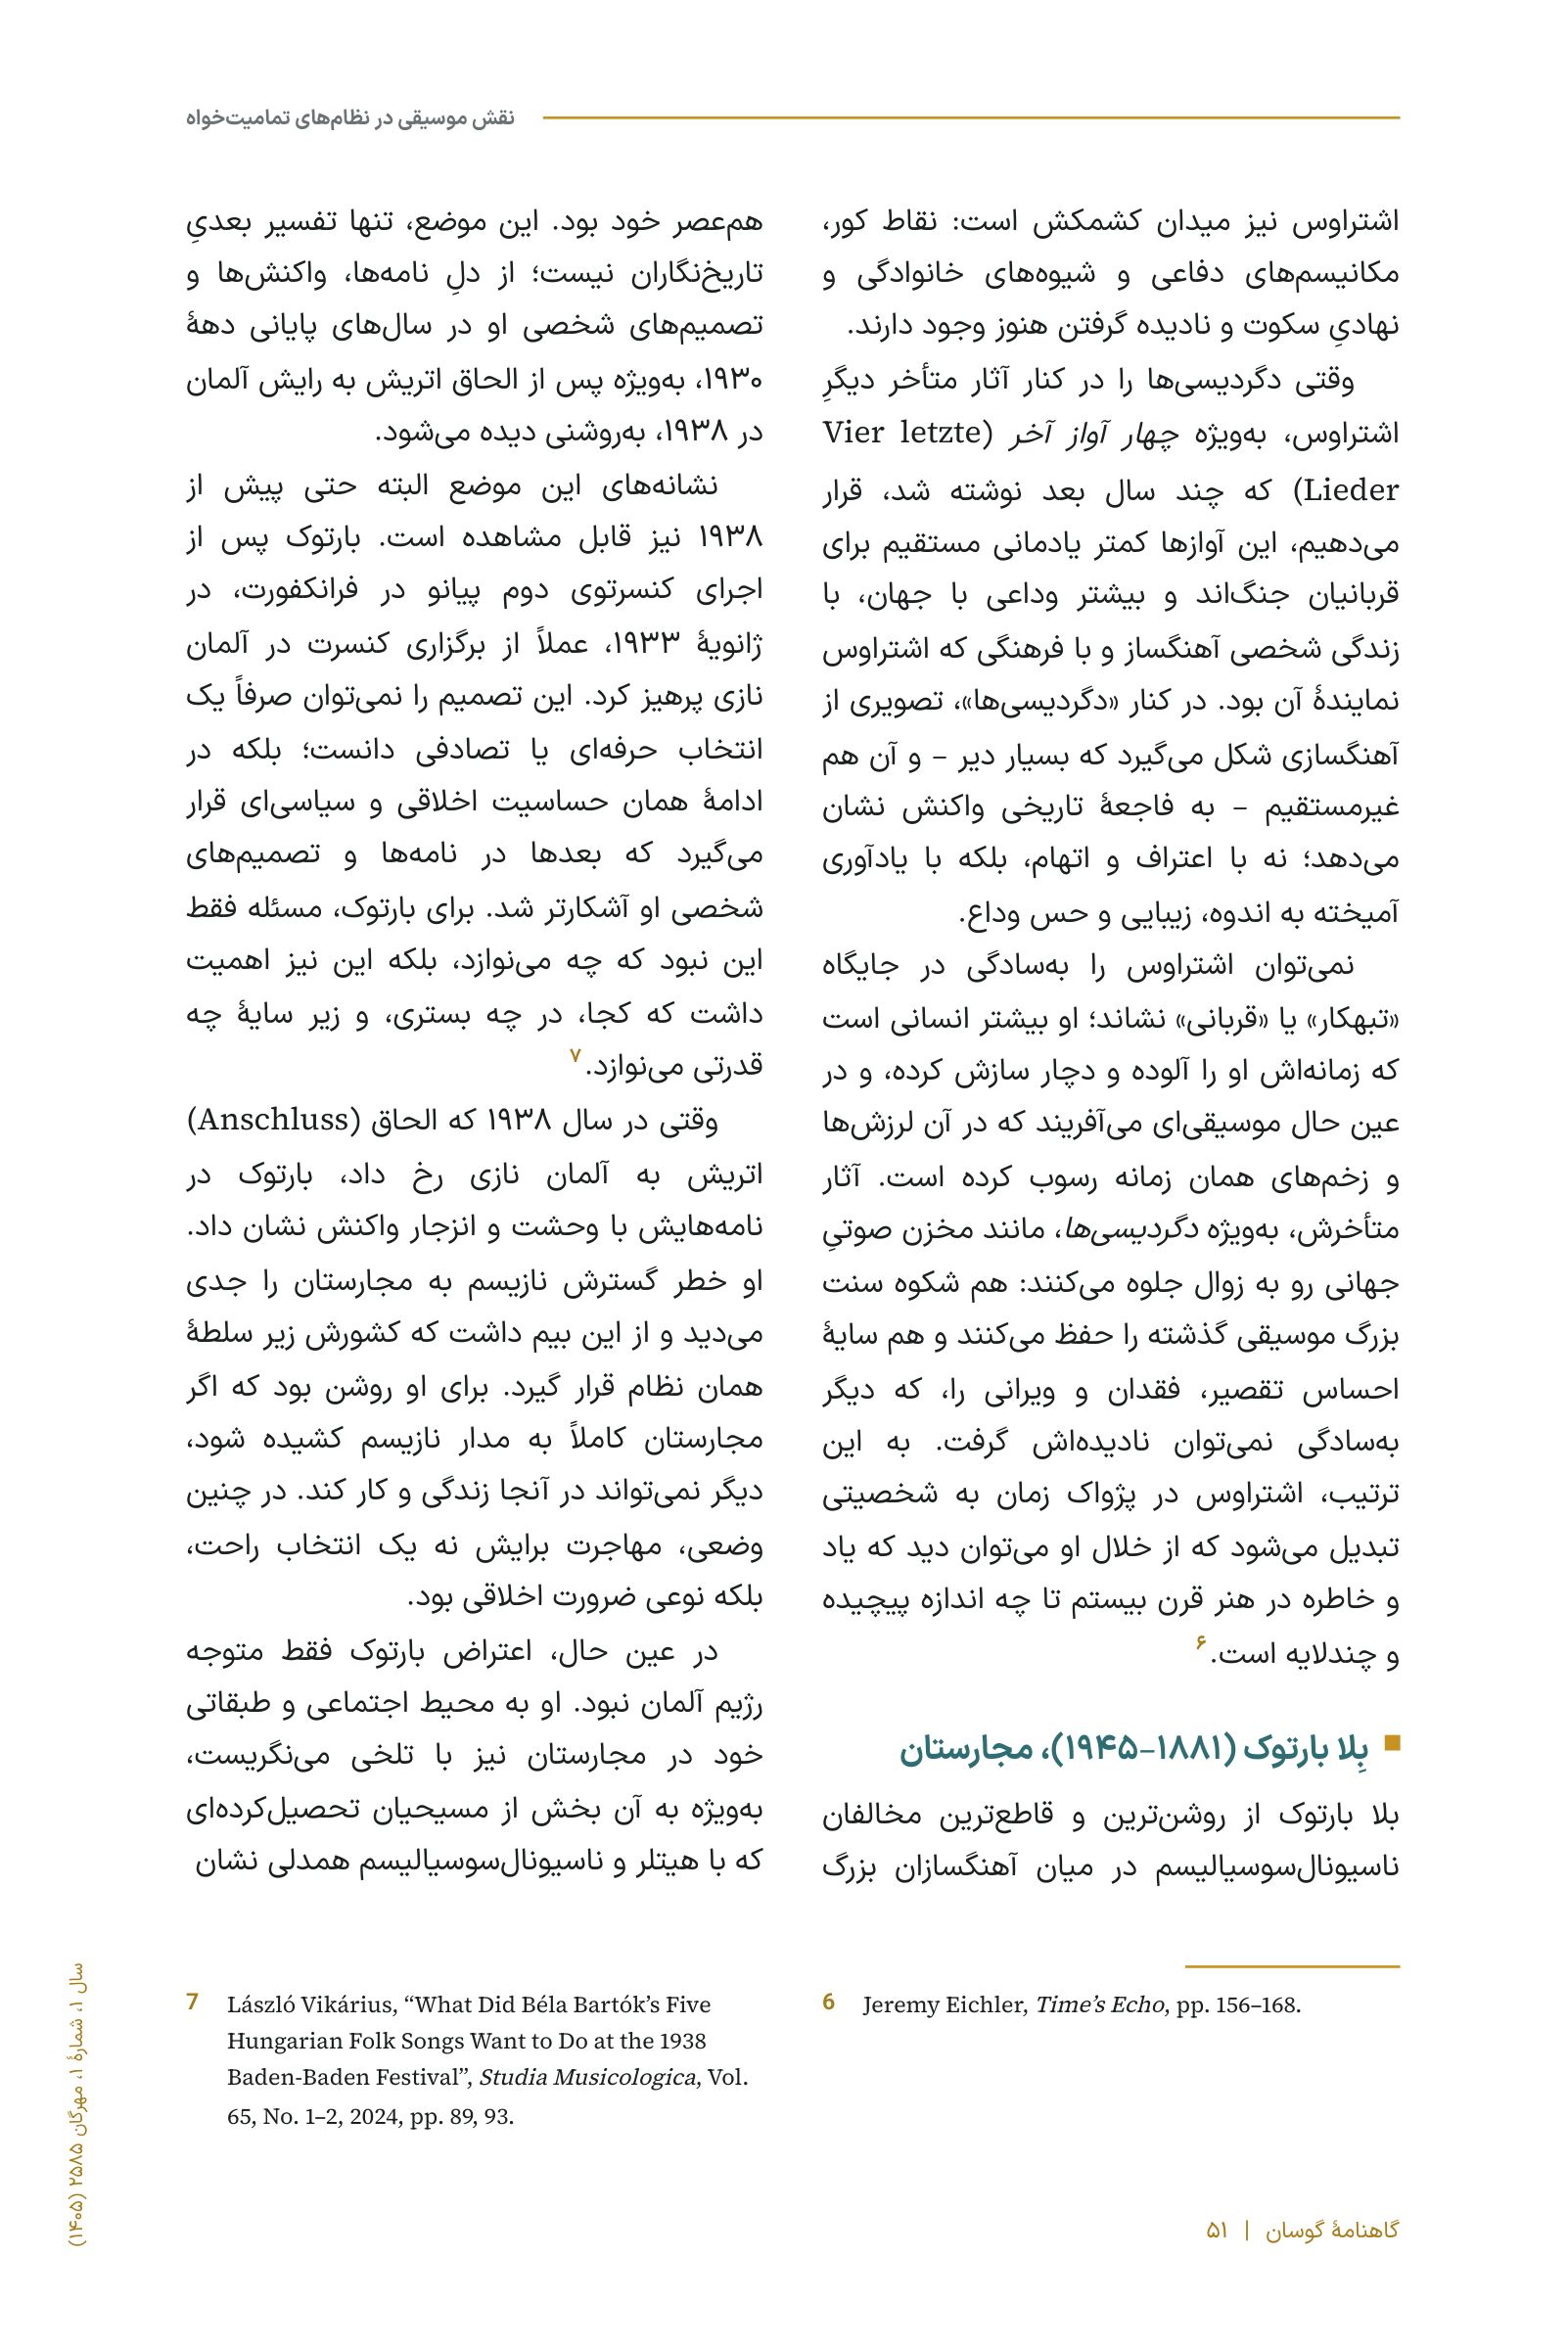 نقش موسیقی در نظام‌های تمامیت‌خواه
اشتراوس نیز میدان کشمکش است: نقاط کور،
مکانیسم‌های دفاعی و شیوه‌های خانوادگی و
نهادیِ سکوت و نادیده گرفتن هنوز وجود دارند.
وقتی دگردیسی‌ها را در کنار آثار متأخر دیگرِ
اشتراوس، به‌ویژه چهار آواز آخر (Vier letzte
Lieder) که چند سال بعد نوشته شد، قرار
می‌دهیم، این آوازها کمتر یادمانی مستقیم برای
قربانیان جنگ‌اند و بیشتر وداعی با جهان، با
زندگی شخصی آهنگساز و با فرهنگی که اشتراوس
نمایندهٔ آن بود. در کنار «دگردیسی‌ها»، تصویری از
آهنگسازی شکل می‌گیرد که بسیار دیر – و آن هم
غیرمستقیم – به فاجعهٔ تاریخی واکنش نشان
می‌دهد؛ نه با اعتراف و اتهام، بلکه با یادآوری
آمیخته به اندوه، زیبایی و حس وداع.
نمی‌توان اشتراوس را به‌سادگی در جایگاه
«تبهکار» یا «قربانی» نشاند؛ او بیشتر انسانی است
که زمانه‌اش او را آلوده و دچار سازش کرده، و در
عین حال موسیقی‌ای می‌آفریند که در آن لرزش‌ها
و زخم‌های همان زمانه رسوب کرده است. آثار
متأخرش، به‌ویژه دگردیسی‌ها، مانند مخزن صوتیِ
جهانی رو به زوال جلوه می‌کنند: هم شکوه سنت
بزرگ موسیقی گذشته را حفظ می‌کنند و هم سایهٔ
احساس تقصیر، فقدان و ویرانی را، که دیگر
به‌سادگی نمی‌توان نادیده‌اش گرفت. به این
ترتیب، اشتراوس در پژواک زمان به شخصیتی
تبدیل می‌شود که از خلال او می‌توان دید که یاد
و خاطره در هنر قرن بیستم تا چه اندازه پیچیده
و چندلایه است.۶
بِلا بارتوک (۱۸۸۱–۱۹۴۵)، مجارستان
بلا بارتوک از روشن‌ترین و قاطع‌ترین مخالفان
ناسیونال‌سوسیالیسم در میان آهنگسازان بزرگ
هم‌عصر خود بود. این موضع، تنها تفسیر بعدیِ
تاریخ‌نگاران نیست؛ از دلِ نامه‌ها، واکنش‌ها و
تصمیم‌های شخصی او در سال‌های پایانی دههٔ
۱۹۳۰، به‌ویژه پس از الحاق اتریش به رایش آلمان
در ۱۹۳۸، به‌روشنی دیده می‌شود.
نشانه‌های این موضع البته حتی پیش از
۱۹۳۸ نیز قابل مشاهده است. بارتوک پس از
اجرای کنسرتوی دوم پیانو در فرانکفورت، در
ژانویهٔ ۱۹۳۳، عملاً از برگزاری کنسرت در آلمان
نازی پرهیز کرد. این تصمیم را نمی‌توان صرفاً یک
انتخاب حرفه‌ای یا تصادفی دانست؛ بلکه در
ادامهٔ همان حساسیت اخلاقی و سیاسی‌ای قرار
می‌گیرد که بعدها در نامه‌ها و تصمیم‌های
شخصی او آشکارتر شد. برای بارتوک، مسئله فقط
این نبود که چه می‌نوازد، بلکه این نیز اهمیت
داشت که کجا، در چه بستری، و زیر سایهٔ چه
قدرتی می‌نوازد.۷
وقتی در سال ۱۹۳۸ که الحاق (Anschluss)
اتریش به آلمان نازی رخ داد، بارتوک در
نامه‌هایش با وحشت و انزجار واکنش نشان داد.
او خطر گسترش نازیسم به مجارستان را جدی
می‌دید و از این بیم داشت که کشورش زیر سلطهٔ
همان نظام قرار گیرد. برای او روشن بود که اگر
مجارستان کاملاً به مدار نازیسم کشیده شود،
دیگر نمی‌تواند در آنجا زندگی و کار کند. در چنین
وضعی، مهاجرت برایش نه یک انتخاب راحت،
بلکه نوعی ضرورت اخلاقی بود.
در عین حال، اعتراض بارتوک فقط متوجه
رژیم آلمان نبود. او به محیط اجتماعی و طبقاتی
خود در مجارستان نیز با تلخی می‌نگریست،
به‌ویژه به آن بخش از مسیحیان تحصیل‌کرده‌ای
که با هیتلر و ناسیونال‌سوسیالیسم همدلی نشان
6 Jeremy Eichler, Time’s Echo, pp. 156–168.
7 László Vikárius, “What Did Béla Bartók’s Five
Hungarian Folk Songs Want to Do at the 1938
Baden-Baden Festival”, Studia Musicologica, Vol.
65, No. 1–2, 2024, pp. 89, 93.
گاهنامهٔ گوسان | ۵۱
سال ۱، شمارهٔ ۱، مهرگان ۲۵۸۵ (۱۴۰۵)